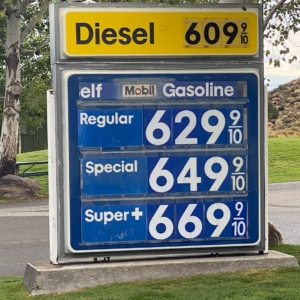 Diesel 609 9/10
elf Mobil Gasoline
Regular 629 9/10
Special 649 9/10
Super+ 669 9/10